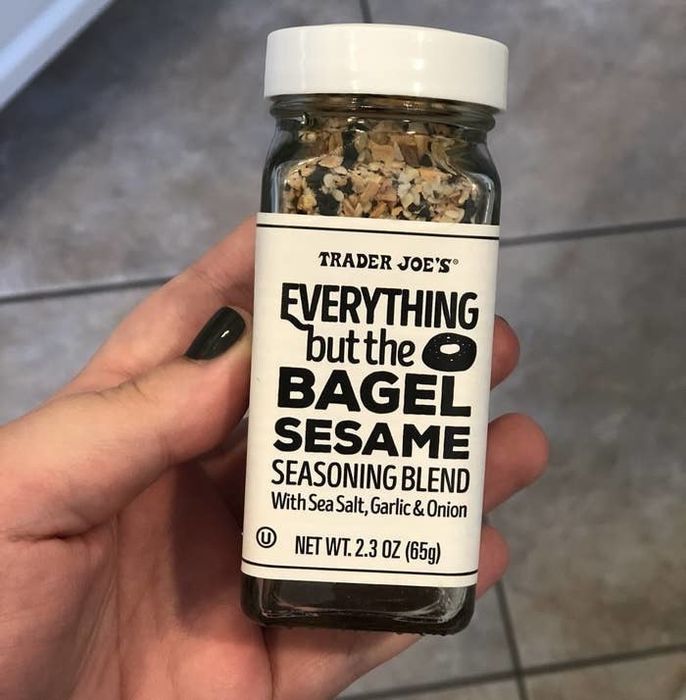 TRADER JOE'S®
EVERYTHING
but the
BAGEL
SESAME
SEASONING BLEND
With Sea Salt, Garlic & Onion
U
NET WT. 2.3 OZ (65g)